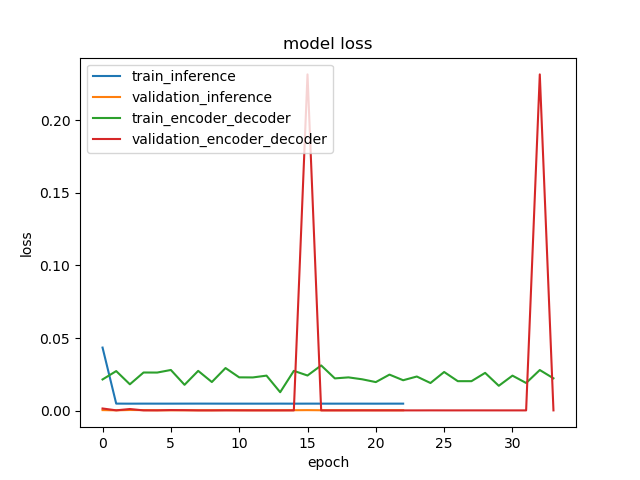 model loss
train_inference
validation_inference
train_encoder_decoder
validation_encoder_decoder
loss
0.20
0.15
0.10
0.05
0.00
0 5 10 15 20 25 30
epoch